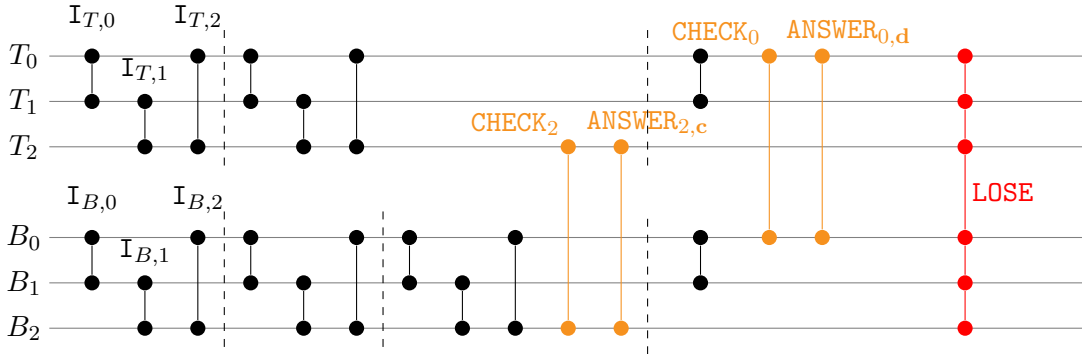 I_{T,0} I_{T,2}
CHECK_0 ANSWER_{0,d}
T_0
I_{T,1}
T_1
CHECK_2 ANSWER_{2,c}
T_2
I_{B,0} I_{B,2} LOSE
B_0
I_{B,1}
B_1
B_2